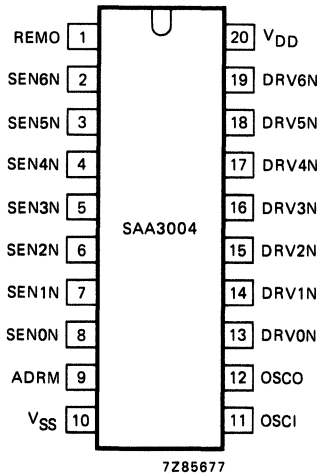 REMO 1 20 VDD
SEN6N 2 19 DRV6N
SEN5N 3 18 DRV5N
SEN4N 4 17 DRV4N
SEN3N 5 16 DRV3N
SAA3004
SEN2N 6 15 DRV2N
SEN1N 7 14 DRV1N
SEN0N 8 13 DRV0N
ADRM 9 12 OSCO
VSS 10 11 OSCI
7Z85677